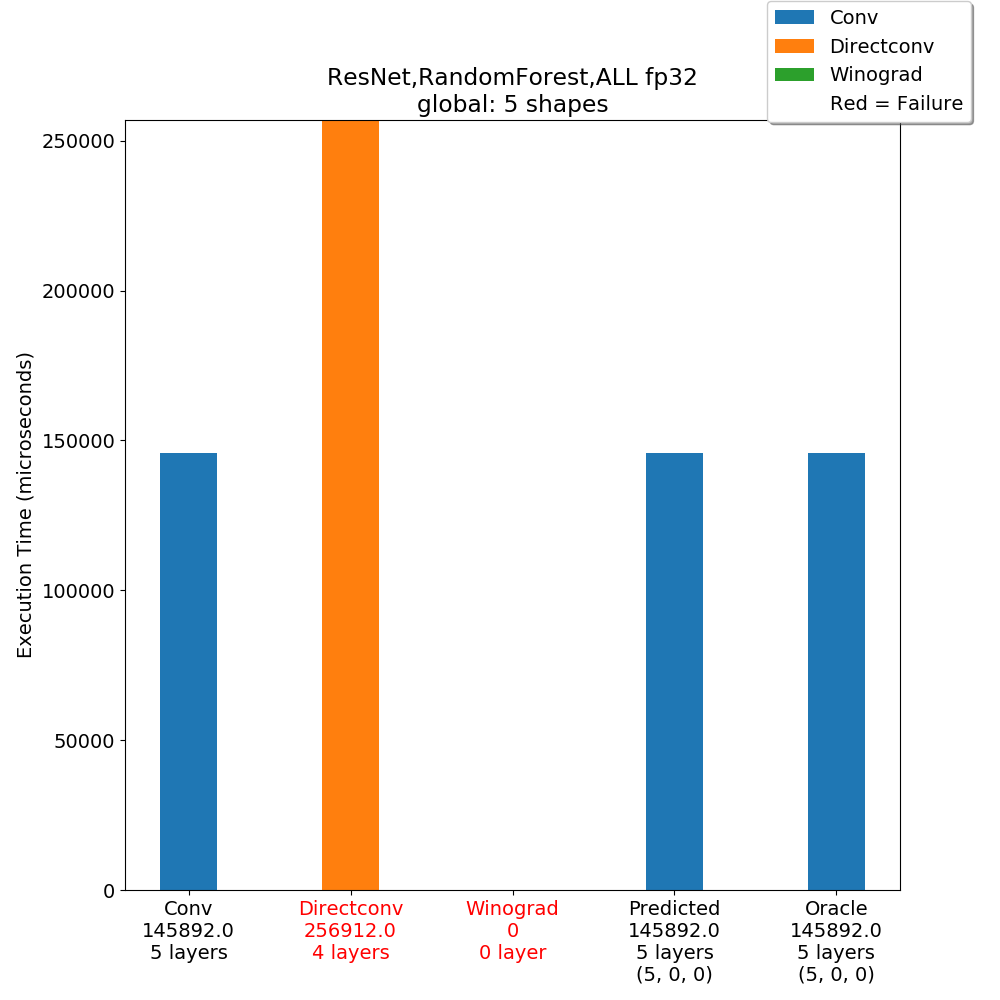 Conv
Directconv
Winograd
Red = Failure
ResNet,RandomForest,ALL fp32
global: 5 shapes
Execution Time (microseconds)
250000
200000
150000
100000
50000
0
Conv
145892.0
5 layers
Directconv
256912.0
4 layers
Winograd
0
0 layer
Predicted
145892.0
5 layers
(5, 0, 0)
Oracle
145892.0
5 layers
(5, 0, 0)